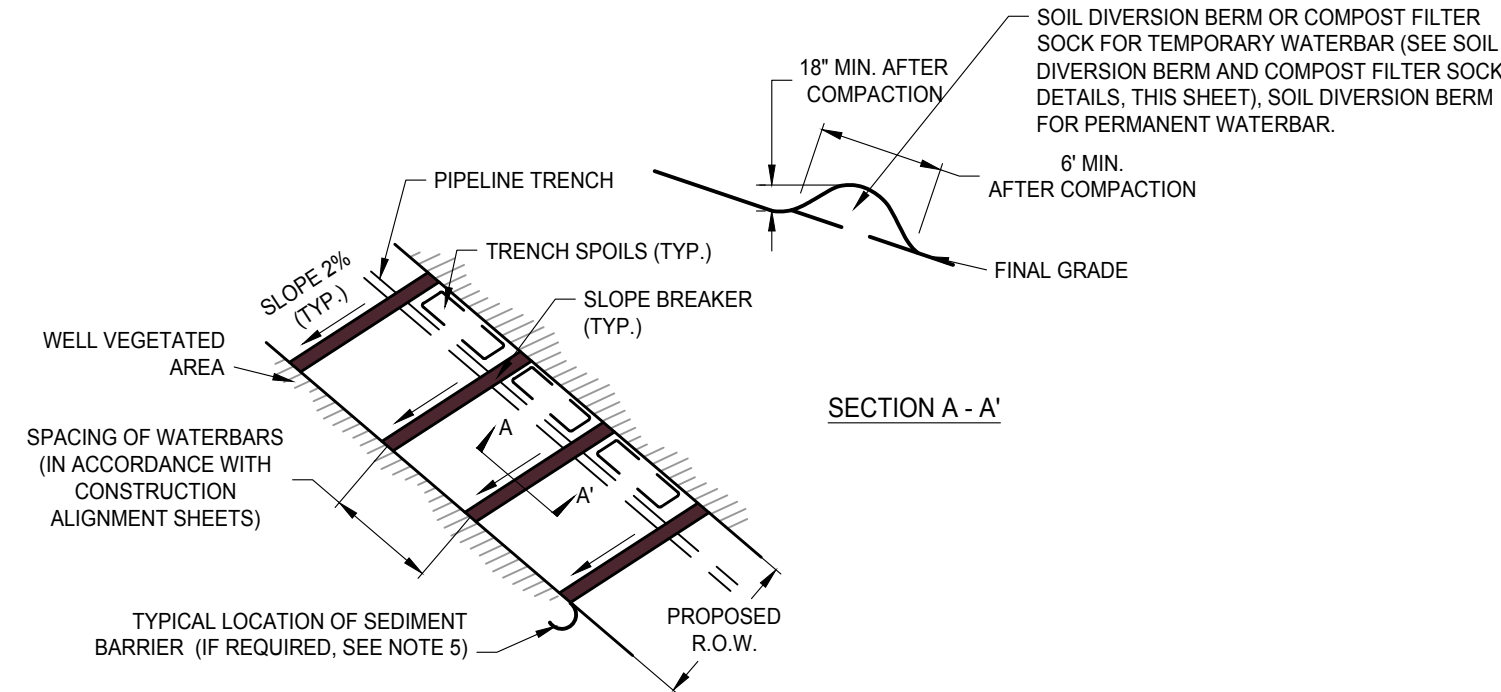 SOIL DIVERSION BERM OR COMPOST FILTER
SOCK FOR TEMPORARY WATERBAR (SEE SOIL
DIVERSION BERM AND COMPOST FILTER SOCK
DETAILS, THIS SHEET), SOIL DIVERSION BERM
FOR PERMANENT WATERBAR.
18" MIN. AFTER
COMPACTION
6' MIN.
AFTER COMPACTION
FINAL GRADE
SECTION A - A'
PIPELINE TRENCH
TRENCH SPOILS (TYP.)
SLOPE BREAKER
(TYP.)
SLOPE 2%
(TYP.)
WELL VEGETATED
AREA
A
A'
SPACING OF WATERBARS
(IN ACCORDANCE WITH
CONSTRUCTION
ALIGNMENT SHEETS)
TYPICAL LOCATION OF SEDIMENT
BARRIER (IF REQUIRED, SEE NOTE 5)
PROPOSED
R.O.W.